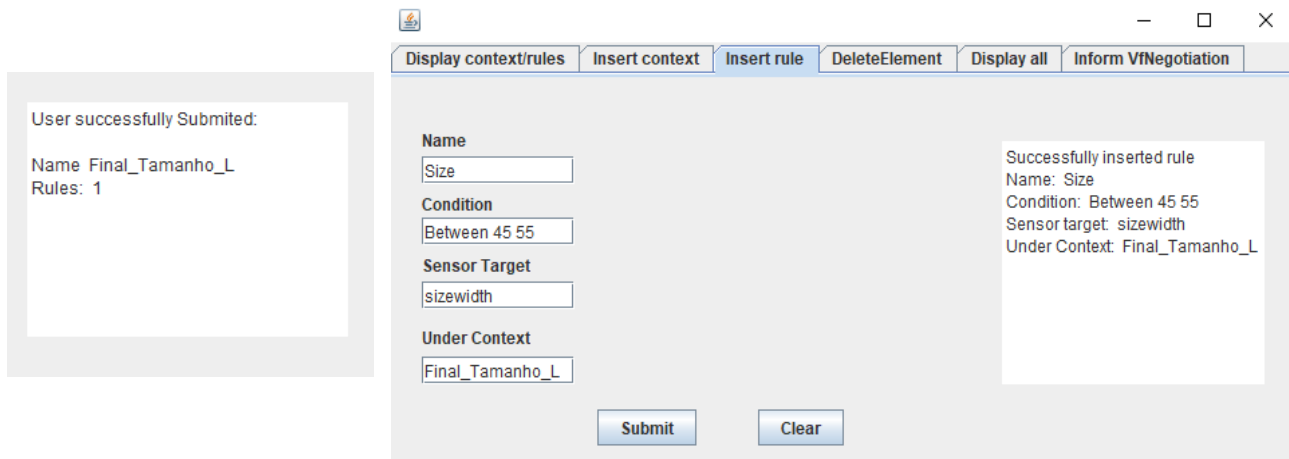 User successfully Submited:
Name Final_Tamanho_L
Rules: 1
Display context/rules
Insert context
Insert rule
DeleteElement
Display all
Inform VfNegotiation
Name
Size
Condition
Between 45 55
Sensor Target
sizewidth
Under Context
Final_Tamanho_L
Submit
Clear
Successfully inserted rule
Name: Size
Condition: Between 45 55
Sensor target: sizewidth
Under Context: Final_Tamanho_L